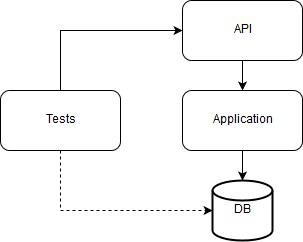 API
Tests
Application
DB